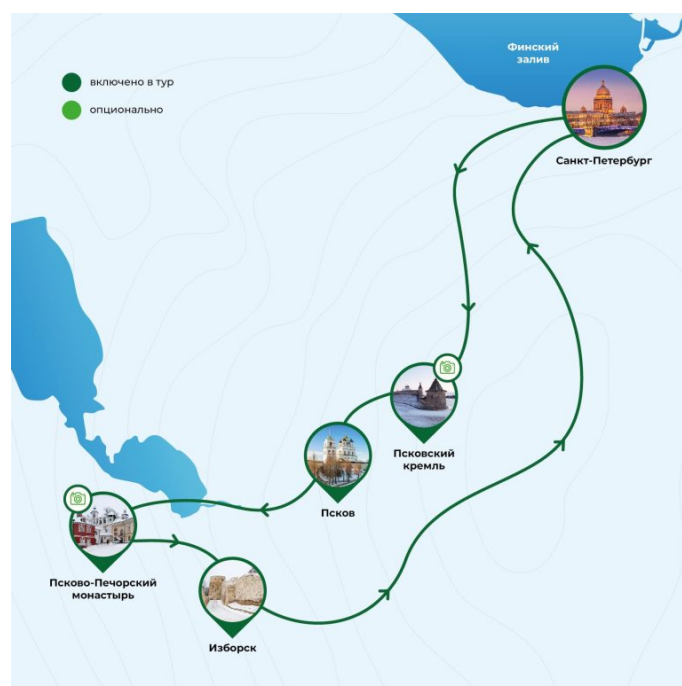 Финский
залив
включено в тур
опционально
Санкт-Петербург
Псковский
кремль
Псков
Псково-Печорский
монастырь
Изборск